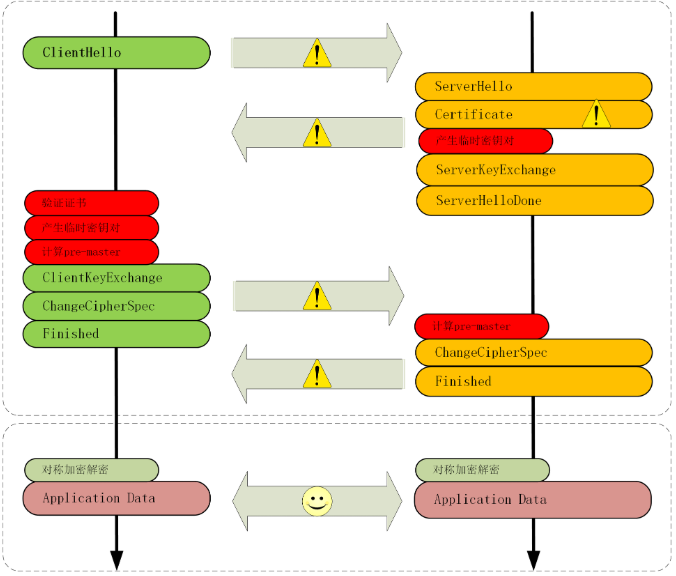 ClientHello
ServerHello
Certificate
产生临时密钥对
ServerKeyExchange
ServerHelloDone
验证证书
产生临时密钥对
计算pre-master
ClientKeyExchange
ChangeCipherSpec
Finished
计算pre-master
ChangeCipherSpec
Finished
对称加密解密
Application Data
对称加密解密
Application Data